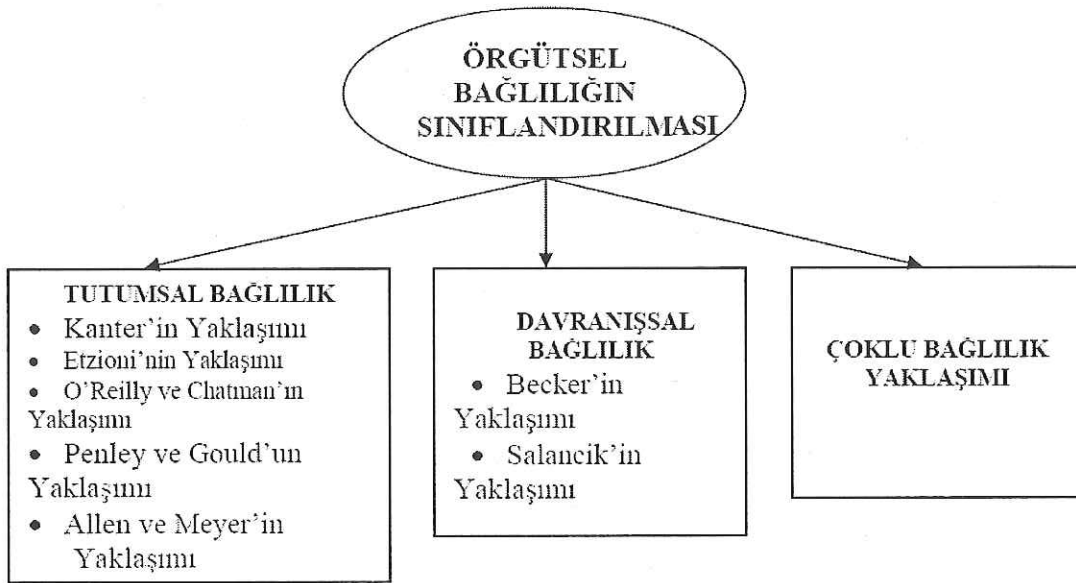 ÖRGÜTSEL
BAĞLILIĞIN
SINIFLANDIRILMASI
TUTUMSAL BAĞLILIK
• Kanter’in Yaklaşımı
• Etzioni’nin Yaklaşımı
• O’Reilly ve Chatman’ın
Yaklaşımı
• Penley ve Gould’un
Yaklaşımı
• Allen ve Meyer’in
Yaklaşımı
DAVRANIŞSAL
BAĞLILIK
• Becker’in
Yaklaşımı
• Salancik’in
Yaklaşımı
ÇOKLU BAĞLILIK
YAKLAŞIMI